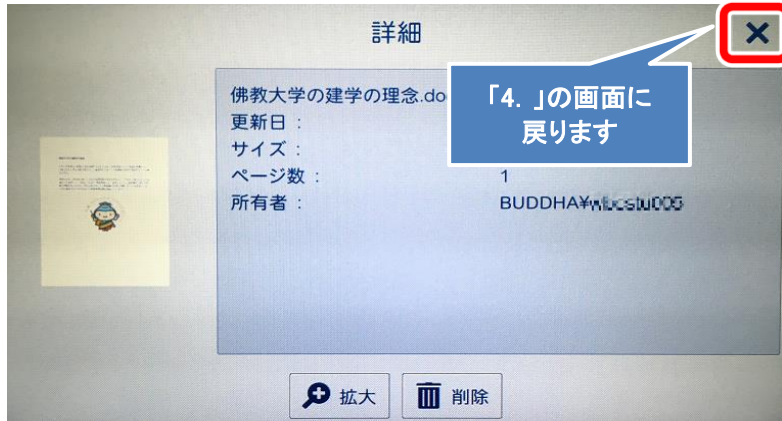 詳細
佛教大学の建学の理念.do
更新日 :
サイズ :
ページ数 : 1
所有者 : BUDDHA¥
「4. 」の画面に
戻ります
拡大
削除